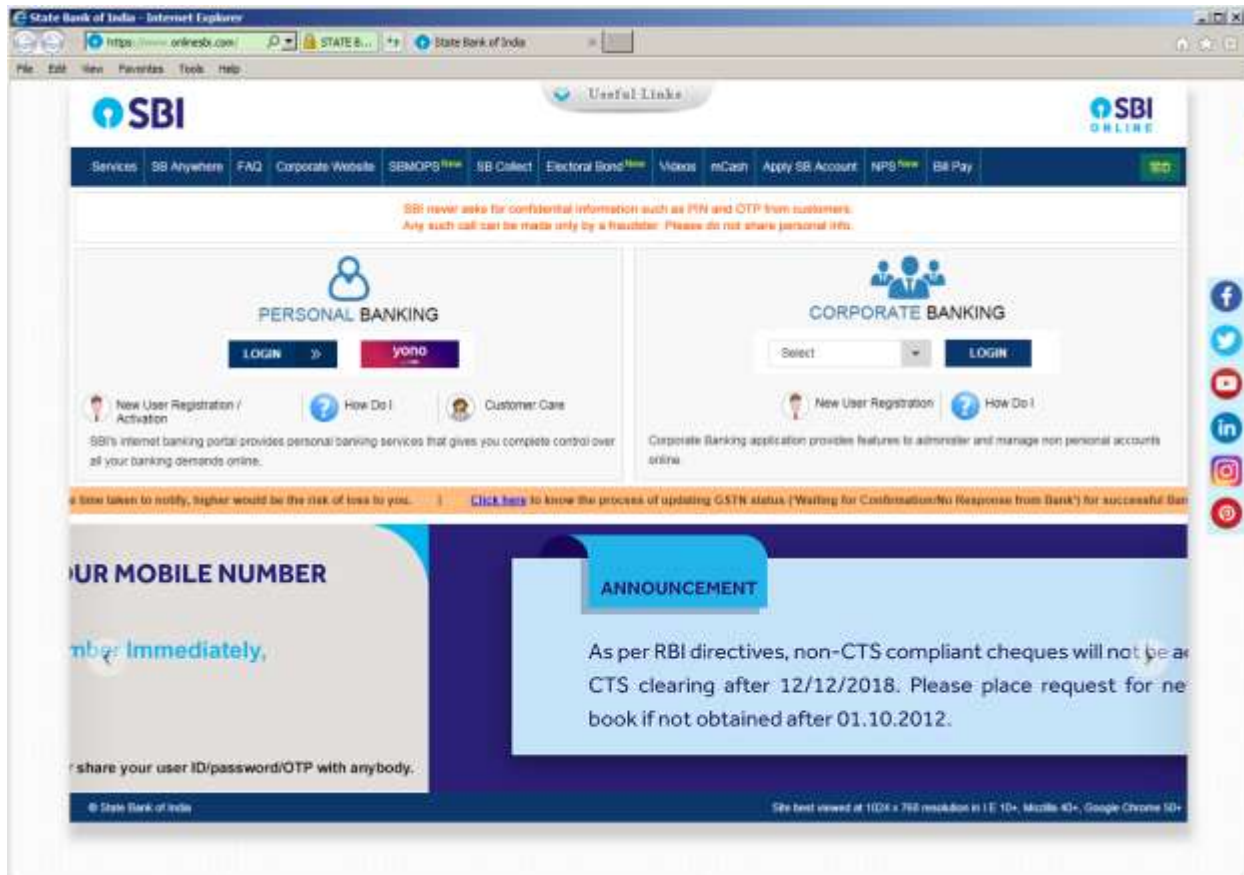 State Bank of India - Internet Explorer
https://www.onlinesbi.com/ STATE B... State Bank of India
File Edit View Favorites Tools Help
SBI
Useful Links
SBI
ONLINE
Services SB Anywhere FAQ Corporate Website SBMOPS New SB Collect Electoral Bond New Videos mCash Apply SB Account NPS New Bill Pay
SBI never asks for confidential information such as PIN and OTP from customers.
Any such call can be made only by a fraudster. Please do not share personal info.
PERSONAL BANKING
LOGIN »
yono
New User Registration /
Activation
How Do I
Customer Care
SBI's internet banking portal provides personal banking services that gives you complete control over
all your banking demands online.
CORPORATE BANKING
Select
LOGIN
New User Registration
How Do I
Corporate Banking application provides features to administer and manage non personal accounts
online.
e time taken to notify, higher would be the risk of loss to you. | Click here to know the process of updating GSTN status ('Waiting for Confirmation/No Response from Bank') for successful Ban
OUR MOBILE NUMBER
mber Immediately,
r share your user ID/password/OTP with anybody.
ANNOUNCEMENT
As per RBI directives, non-CTS compliant cheques will not be ac
CTS clearing after 12/12/2018. Please place request for ne
book if not obtained after 01.10.2012.
© State Bank of India
Site best viewed at 1024 x 768 resolution in I.E 10+, Mozilla 40+, Google Chrome 50+